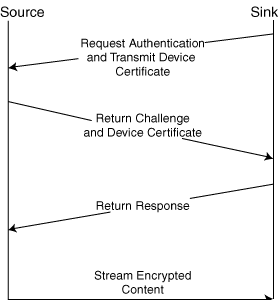 Source
Sink
Request Authentication
and Transmit Device
Certificate
Return Challenge
and Device Certificate
Return Response
Stream Encrypted
Content